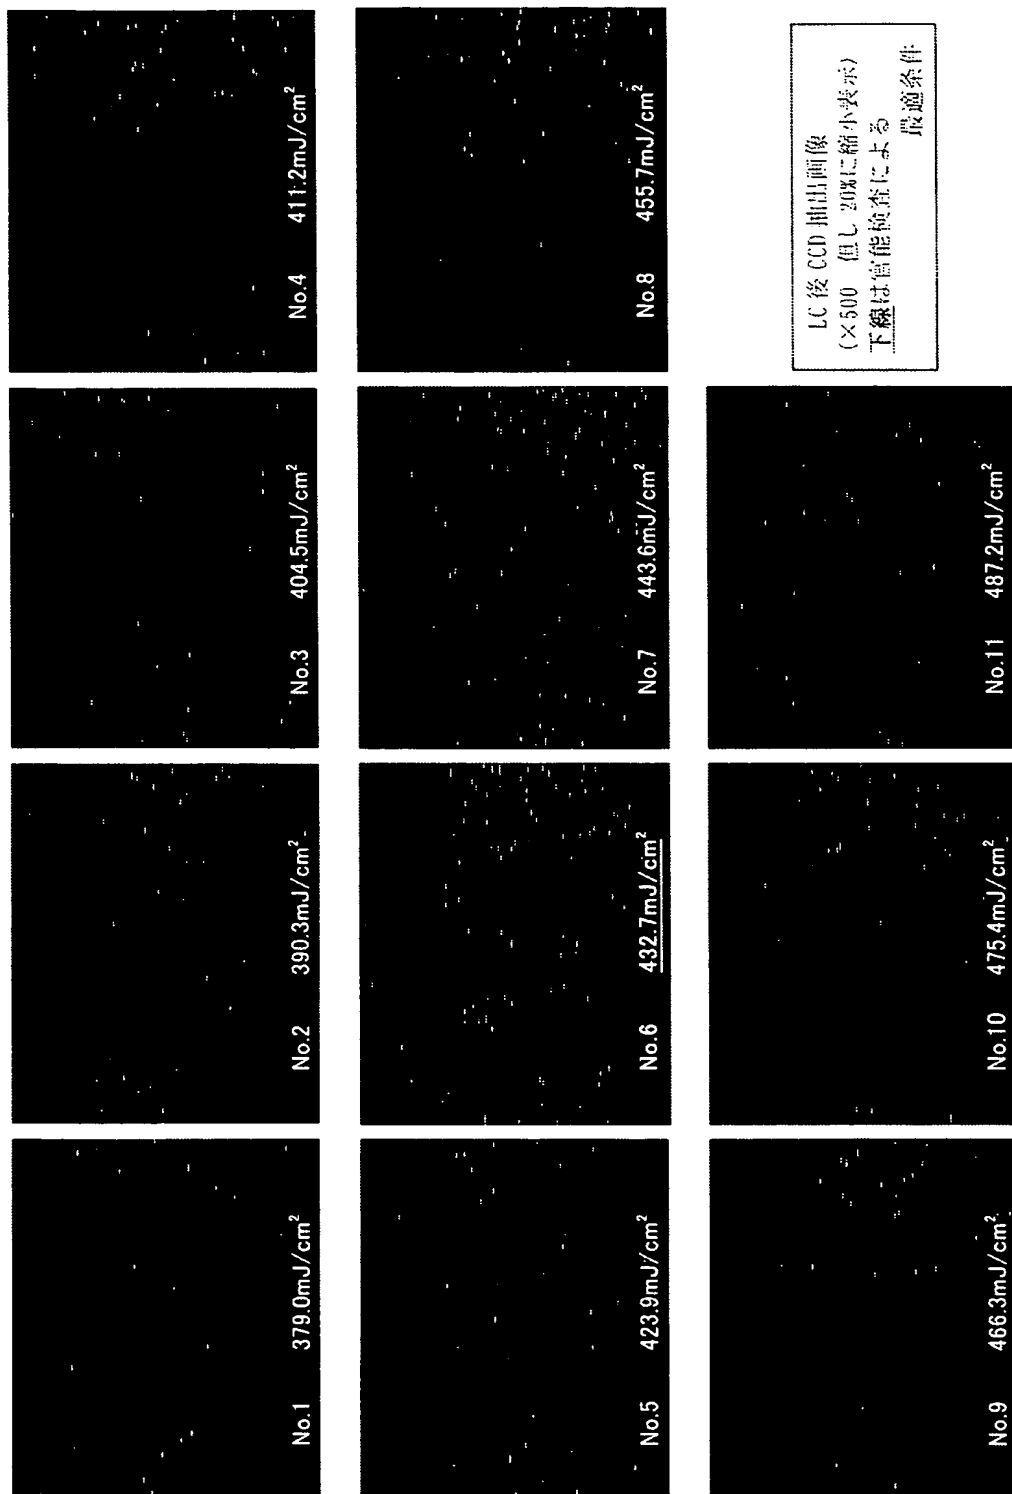 No.1 379.0mJ/cm²
No.2 390.3mJ/cm²
No.3 404.5mJ/cm²
No.4 411.2mJ/cm²
No.5 423.9mJ/cm²
No.6 432.7mJ/cm²
No.7 443.6mJ/cm²
No.8 455.7mJ/cm²
No.9 466.3mJ/cm²
No.10 475.4mJ/cm²
No.11 487.2mJ/cm²
LC 後 CCD 抽出画像
(×500 但し 20%に縮小表示)
下線は官能検査による
最適条件